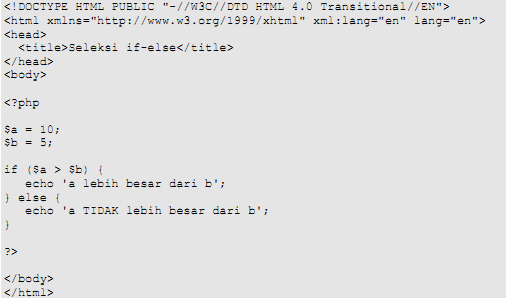 <!DOCTYPE HTML PUBLIC "-//W3C//DTD HTML 4.0 Transitional//EN">
<html xmlns="http://www.w3.org/1999/xhtml" xml:lang="en" lang="en">
<head>
  <title>Seleksi if-else</title>
</head>
<body>
<?php
$a = 10;
$b = 5;
if ($a > $b) {
   echo 'a lebih besar dari b';
} else {
   echo 'a TIDAK lebih besar dari b';
}
?>
</body>
</html>